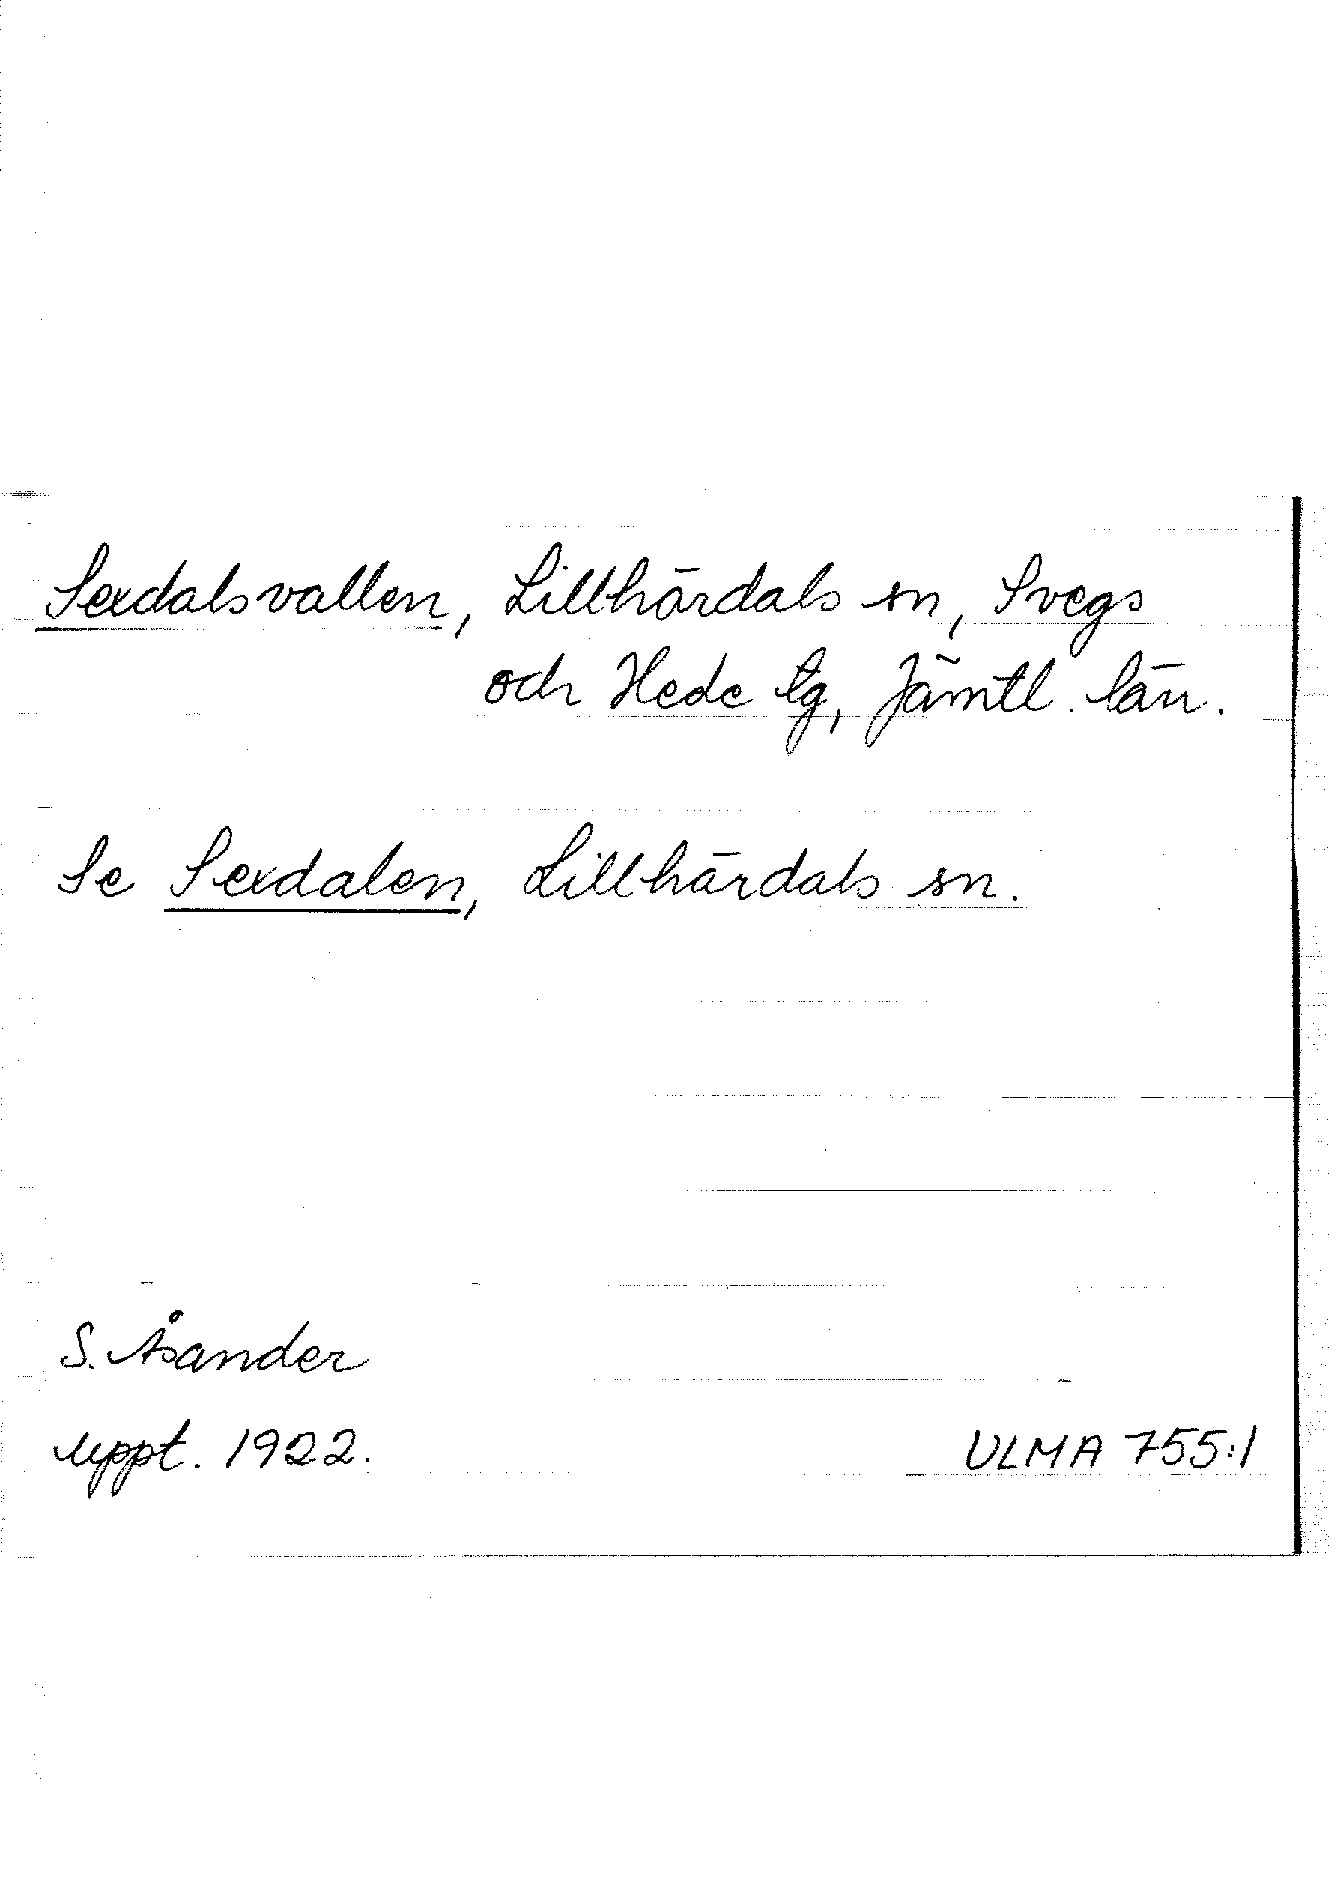 Sexdalsvallen, Lillhärdals sn, Svegs
och Hede tg, Jämtl. län.
Se Sexdalen, Lillhärdals sn.
S. Åsander
uppt. 1922.
ULMA 755:1